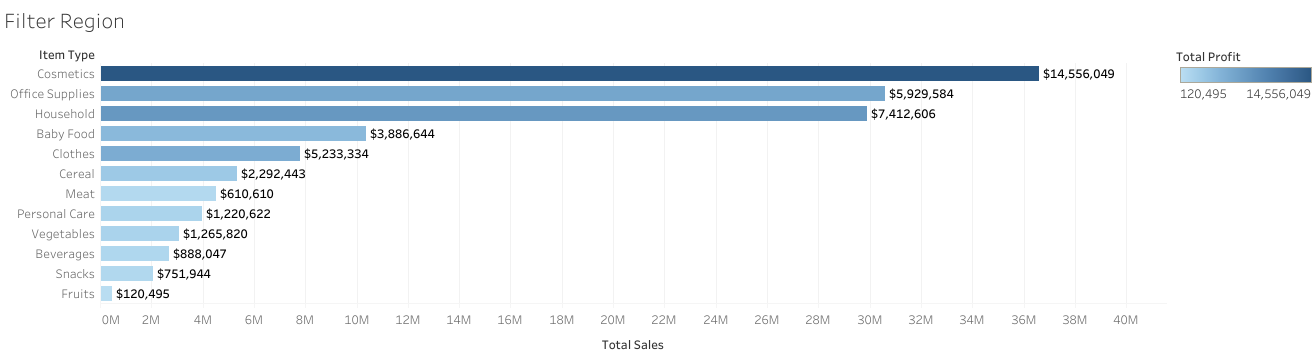 Filter Region
Item Type
Cosmetics $14,556,049
Office Supplies $5,929,584
Household $7,412,606
Baby Food $3,886,644
Clothes $5,233,334
Cereal $2,292,443
Meat $610,610
Personal Care $1,220,622
Vegetables $1,265,820
Beverages $888,047
Snacks $751,944
Fruits $120,495
0M 2M 4M 6M 8M 10M 12M 14M 16M 18M 20M 22M 24M 26M 28M 30M 32M 34M 36M 38M 40M
Total Sales
Total Profit
120,495 14,556,049